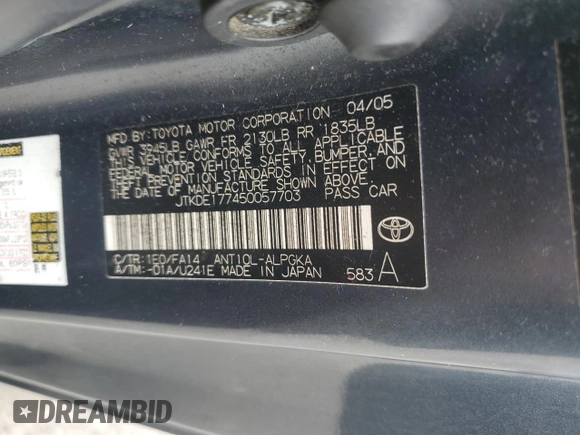 MFD.BY:TOYOTA MOTOR CORPORATION 04/05
GVWR 3945LB GAWR FR 2130LB RR 1835LB
THIS VEHICLE CONFORMS TO ALL APPLICABLE
FEDERAL MOTOR VEHICLE SAFETY, BUMPER, AND
THEFT PREVENTION STANDARDS IN EFFECT ON
THE DATE OF MANUFACTURE SHOWN ABOVE.
JTKDE177450057703 PASS CAR
C/TR:1E0/FA14 ANT10L-ALPGKA
A/TM:-01A/U241E MADE IN JAPAN 583 A
DREAMBID